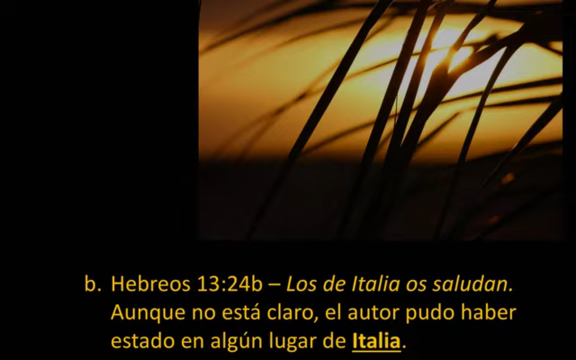 b. Hebreos 13:24b – Los de Italia os saludan.
Aunque no está claro, el autor pudo haber
estado en algún lugar de Italia.